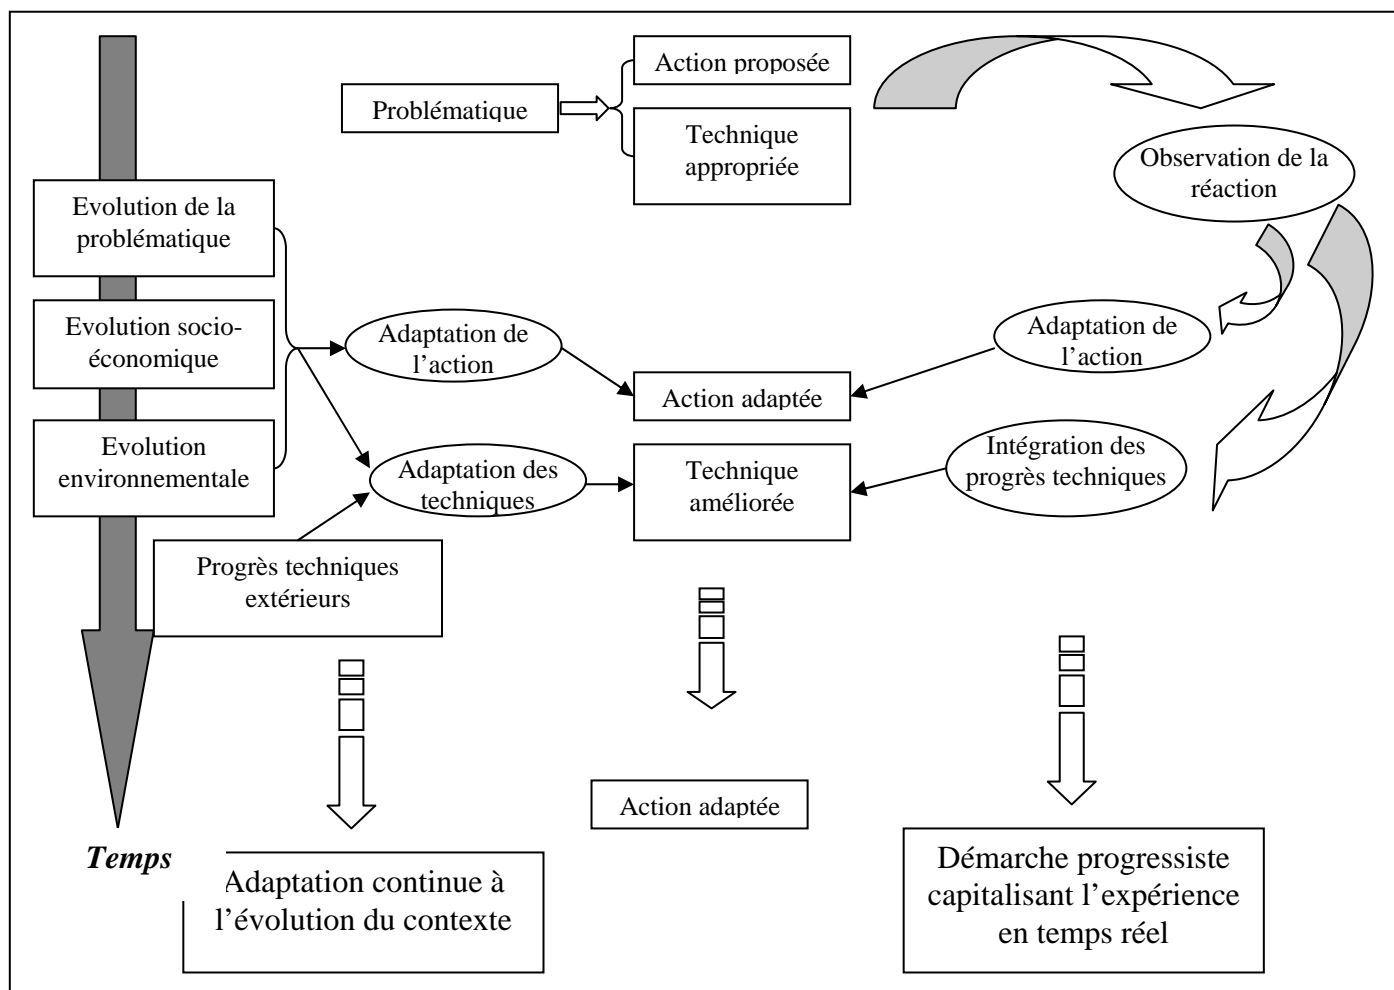 Action proposée
Problématique
Technique
appropriée
Observation de la
réaction
Evolution de la
problématique
Evolution socio-
économique
Evolution
environnementale
Adaptation de
l’action
Adaptation de
l’action
Action adaptée
Adaptation des
techniques
Technique
améliorée
Intégration des
progrès techniques
Progrès techniques
extérieurs
Action adaptée
Temps
Adaptation continue à
l’évolution du contexte
Démarche progressiste
capitalisant l’expérience
en temps réel